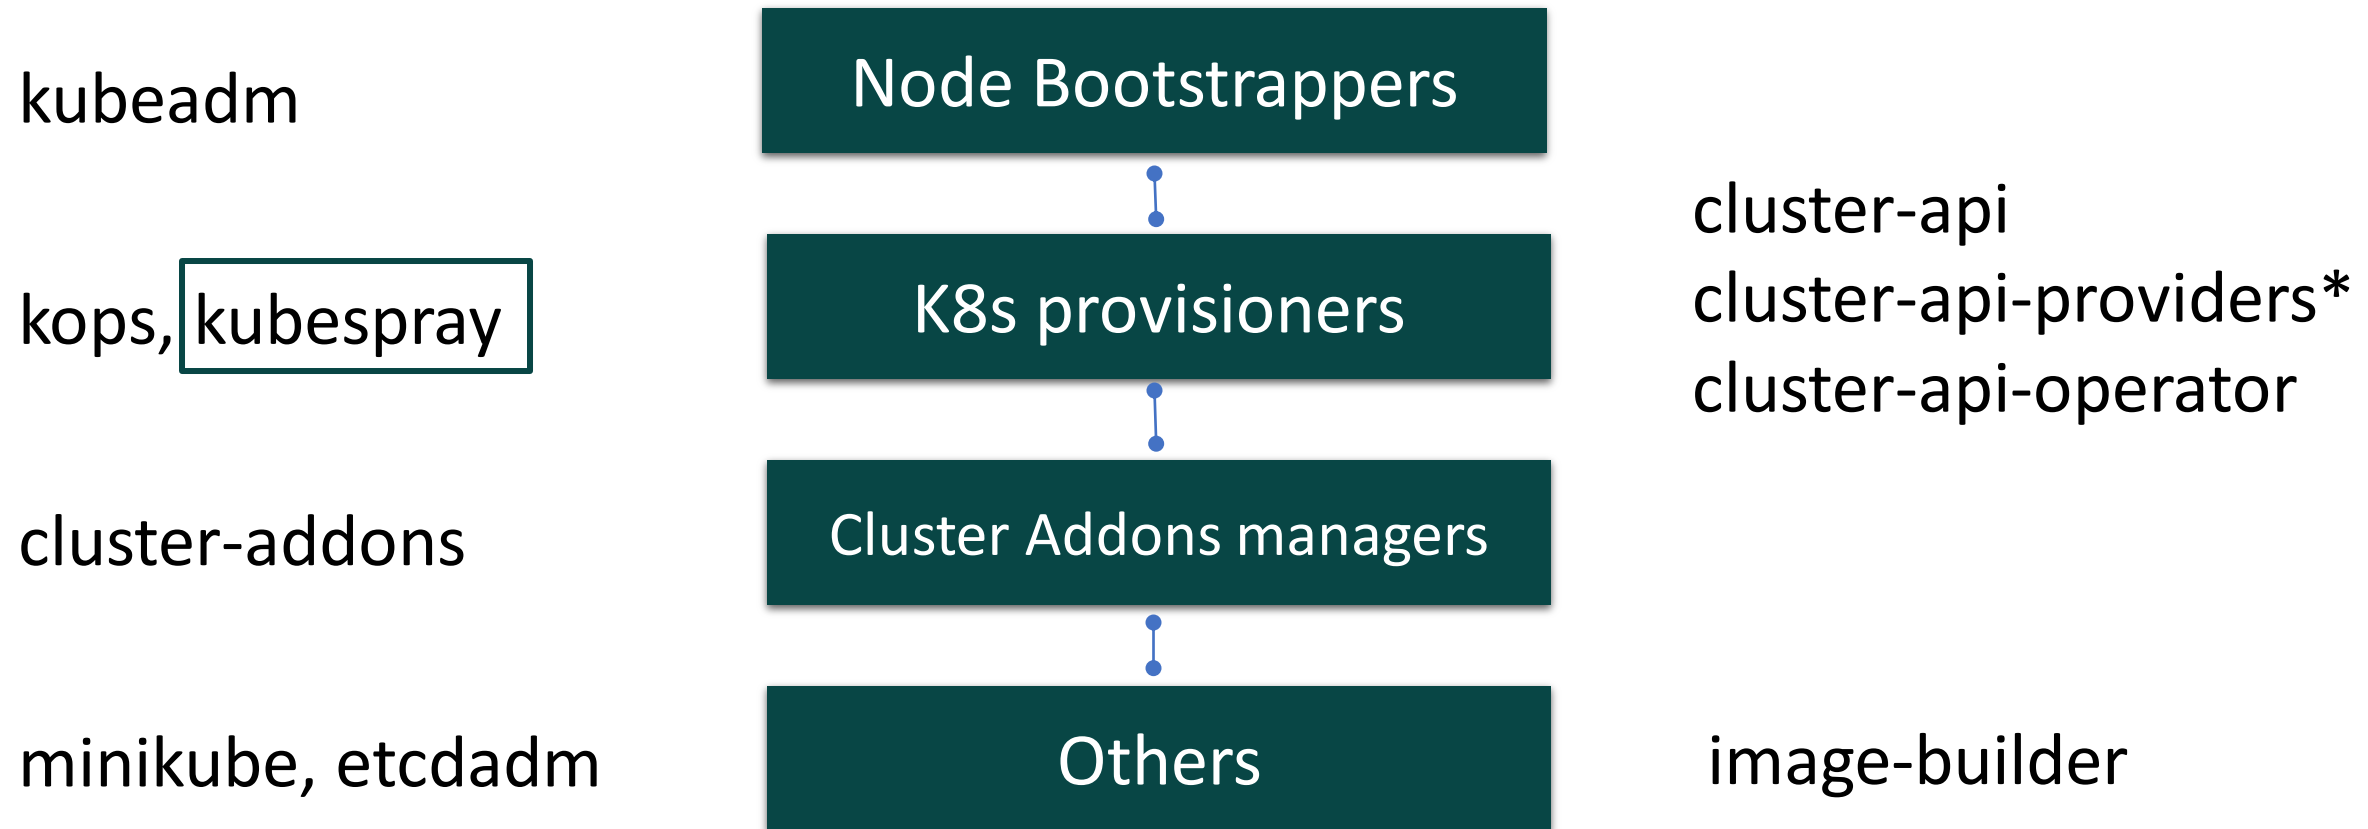 kubeadm
Node Bootstrappers
cluster-api
kops, kubespray
K8s provisioners
cluster-api-providers*
cluster-api-operator
cluster-addons
Cluster Addons managers
minikube, etcdadm
Others
image-builder